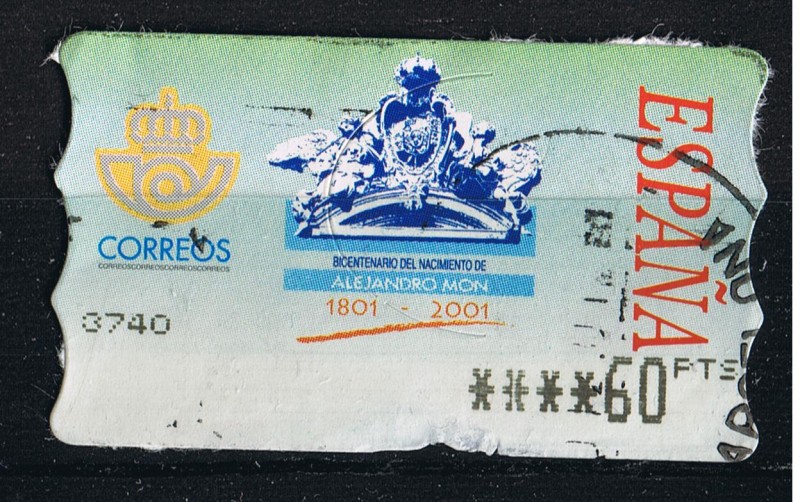 CORREOS
CORREOSCORREOSCORREOSCORREOS
BICENTENARIO DEL NACIMIENTO DE
ALEJANDRO MON
1801 - 2001
ESPAÑA
3740
****60 PTS